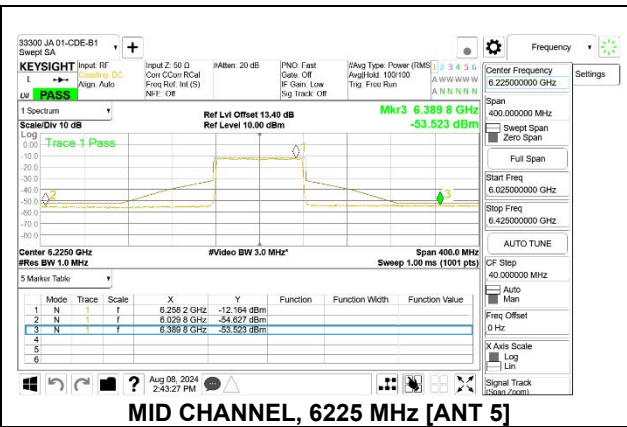 33300 JA 01-CDE-B1
Swept SA
Frequency
KEYSIGHT
L
PASS
Input: RF
Coupling: DC
Align: Auto
Input Z: 50 Ω
Corr CCorr RCal
Freq Ref: Int (S)
NFE: Off
#Atten: 20 dB
PNO: Fast
Gate: Off
IF Gain: Low
Sig Track: Off
#Avg Type: Power (RMS)
Avg|Hold: 100/100
Trig: Free Run
1 2 3 4 5 6
A W W W W W
A N N N N N
Center Frequency
6.225000000 GHz
Settings
Span
400.000000 MHz
Swept Span
Zero Span
Full Span
Start Freq
6.025000000 GHz
Stop Freq
6.425000000 GHz
AUTO TUNE
CF Step
40.000000 MHz
Auto
Man
Freq Offset
0 Hz
X Axis Scale
Log
Lin
Signal Track
(Span Zoom)
1 Spectrum
Scale/Div 10 dB
Ref Lvl Offset 13.40 dB
Ref Level 10.00 dBm
Mkr3 6.389 8 GHz
-53.523 dBm
Log
Trace 1 Pass
0.00
-10.0
-20.0
-30.0
-40.0
-50.0
-60.0
-70.0
-80.0
1
2
3
Center 6.2250 GHz
#Res BW 1.0 MHz
#Video BW 3.0 MHz*
Span 400.0 MHz
Sweep 1.00 ms (1001 pts)
5 Marker Table
Mode Trace Scale X Y Function Function Width Function Value
1 N 1 f 6.258 2 GHz -12.164 dBm
2 N 1 f 6.029 8 GHz -54.627 dBm
3 N 1 f 6.389 8 GHz -53.523 dBm
4
5
6
Aug 08, 2024
2:43:27 PM
MID CHANNEL, 6225 MHz [ANT 5]